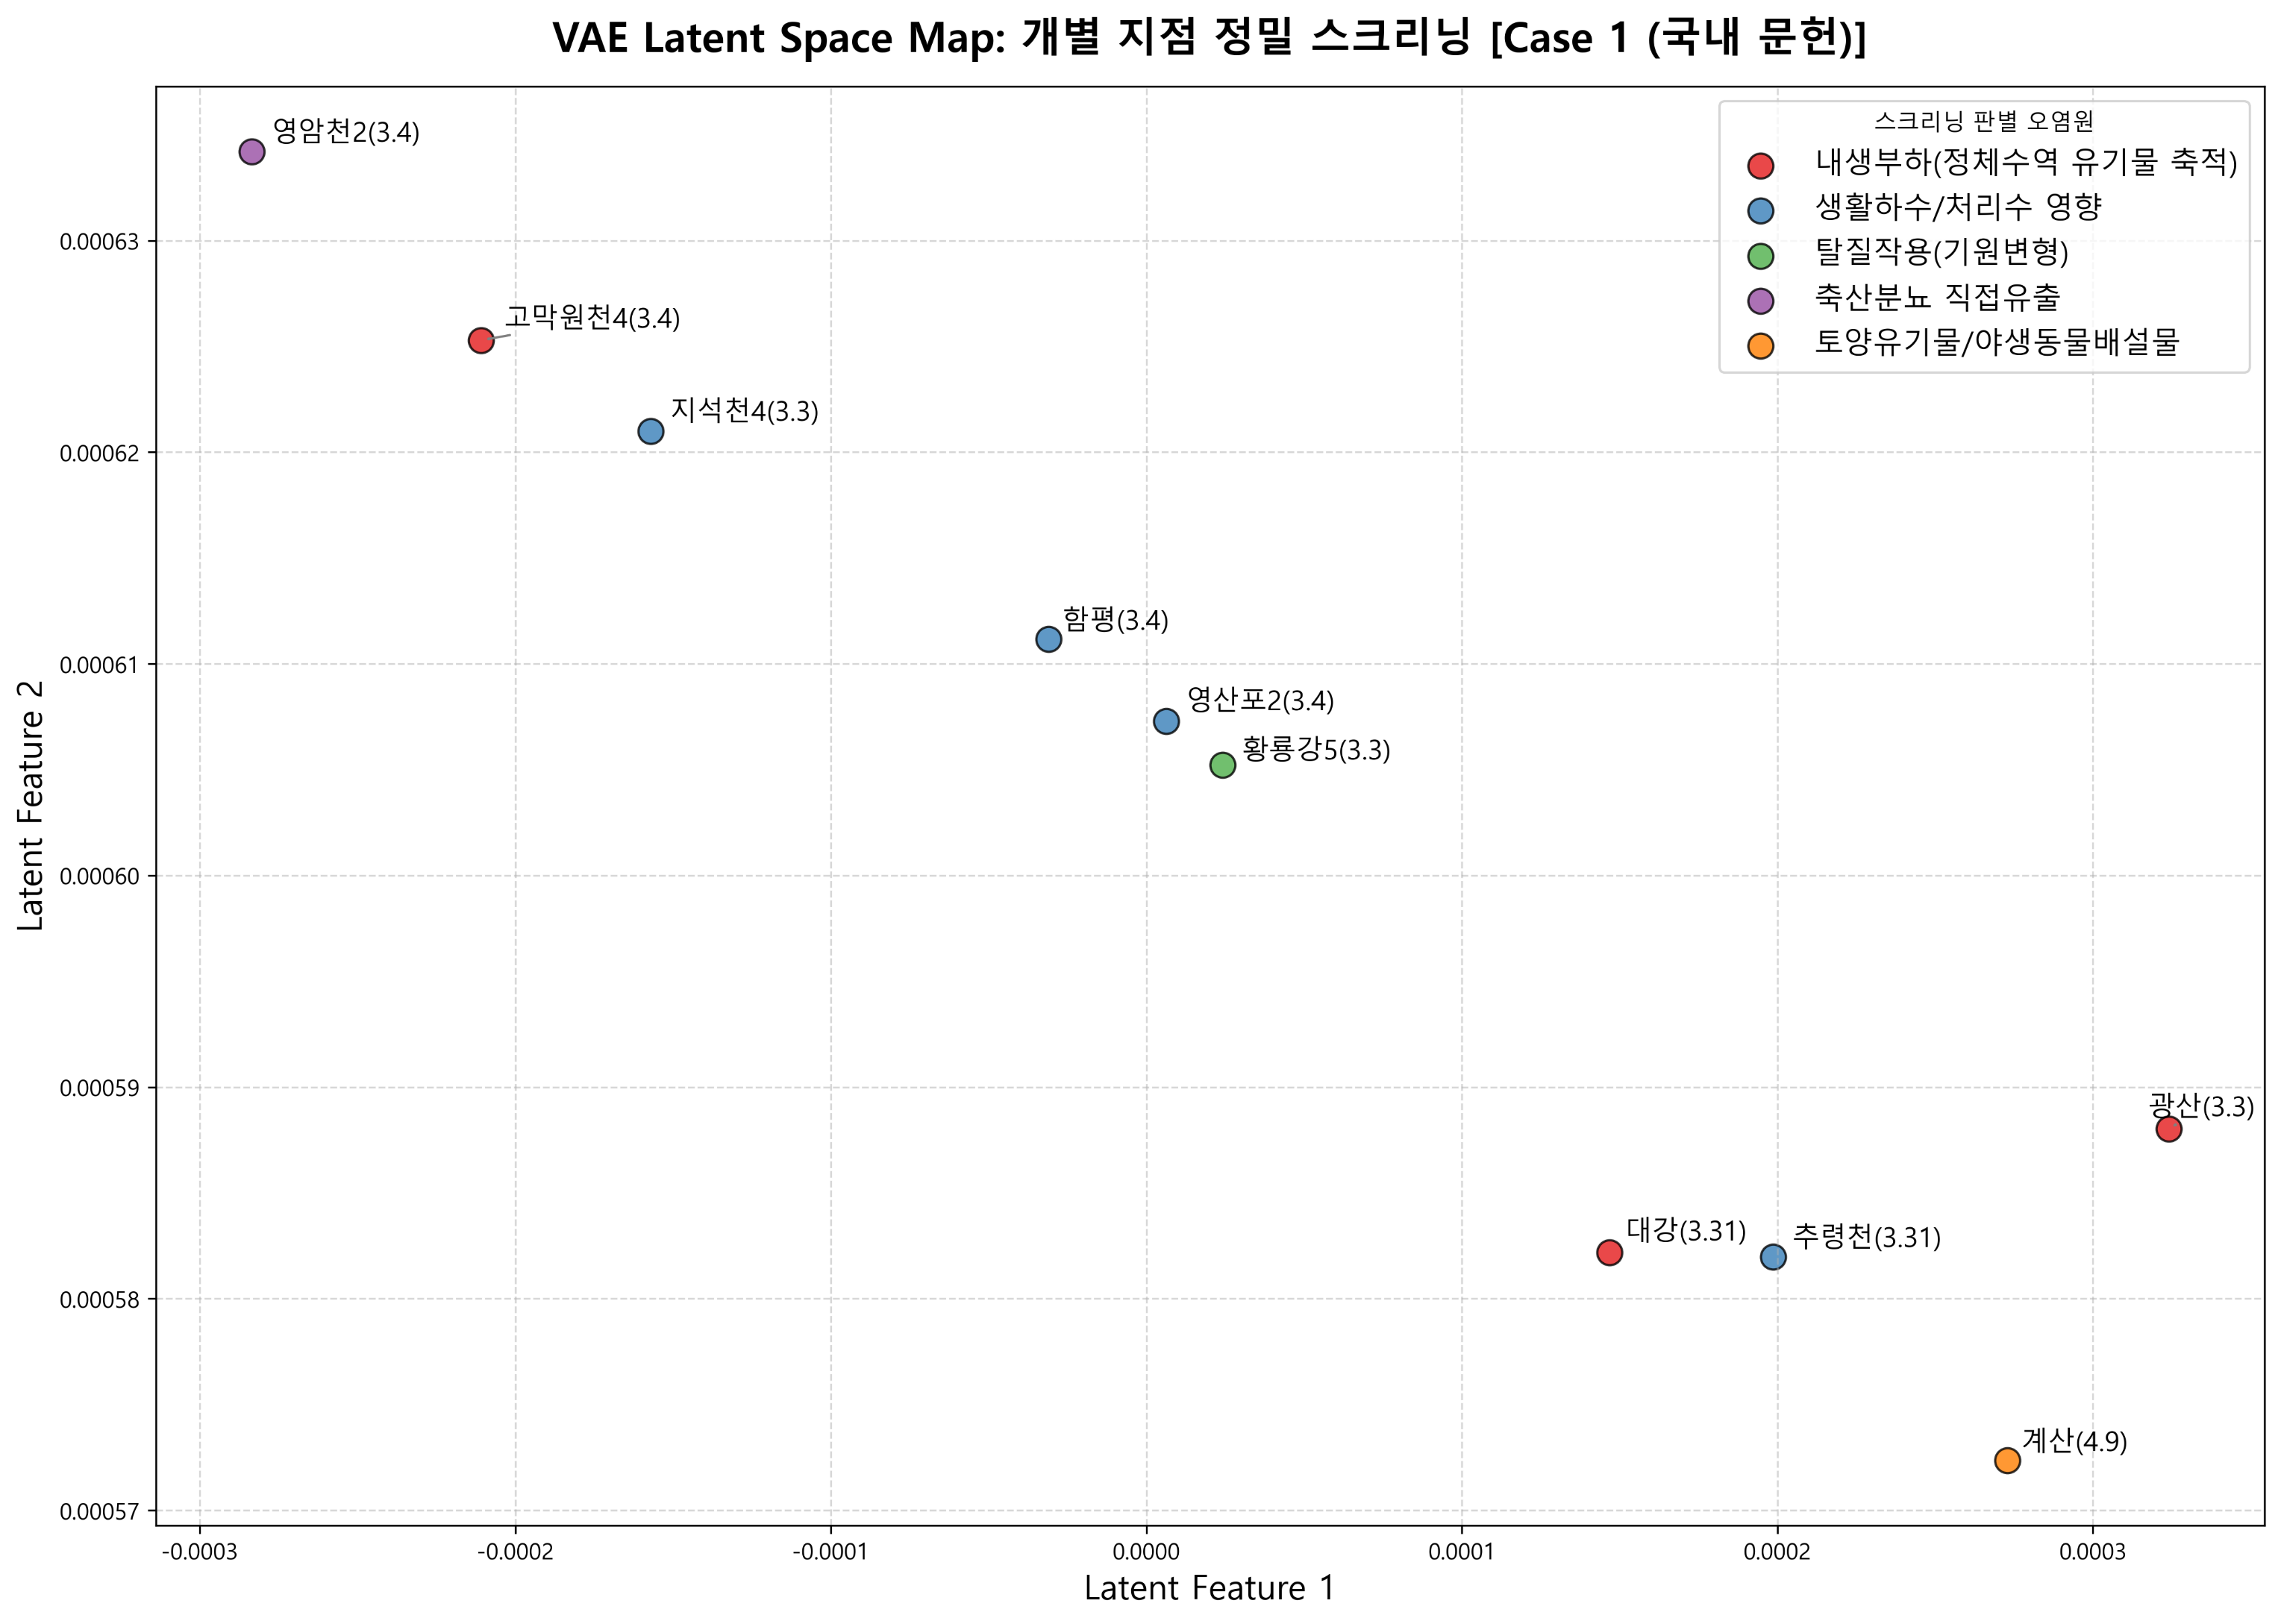 VAE Latent Space Map: 개별 지점 정밀 스크리닝 [Case 1 (국내 문헌)]
스크리닝 판별 오염원
내생부하(정체수역 유기물 축적)
생활하수/처리수 영향
탈질작용(기원변형)
축산분뇨 직접유출
토양유기물/야생동물배설물
영암천2(3.4)
고막원천4(3.4)
지석천4(3.3)
함평(3.4)
영산포2(3.4)
황룡강5(3.3)
광산(3.3)
대강(3.31)
추령천(3.31)
계산(4.9)
Latent Feature 2
0.00063
0.00062
0.00061
0.00060
0.00059
0.00058
0.00057
-0.0003
-0.0002
-0.0001
0.0000
0.0001
0.0002
0.0003
Latent Feature 1